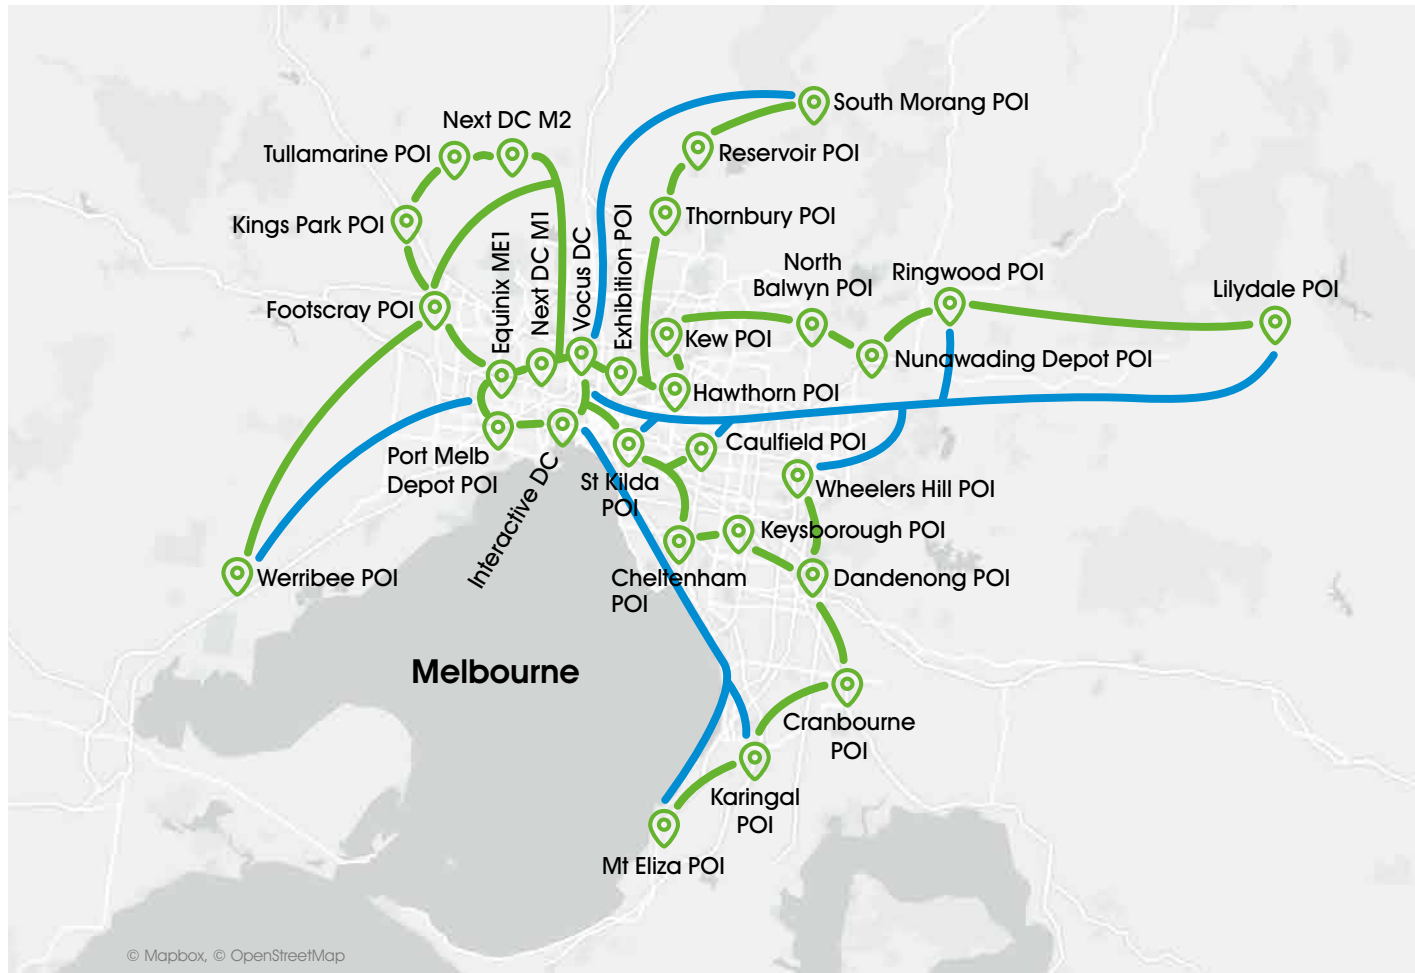 South Morang POI
Next DC M2
Tullamarine POI
Reservoir POI
Thornbury POI
Kings Park POI
Equinix ME1
Next DC M1
Vocus DC
Exhibition POI
North
Balwyn POI
Ringwood POI
Lilydale POI
Footscray POI
Kew POI
Nunawading Depot POI
Hawthorn POI
Caulfield POI
Port Melb
Depot POI
Interactive DC
St Kilda
POI
Wheelers Hill POI
Keysborough POI
Werribee POI
Cheltenham
POI
Dandenong POI
Melbourne
Cranbourne
POI
Karingal
POI
Mt Eliza POI
© Mapbox, © OpenStreetMap